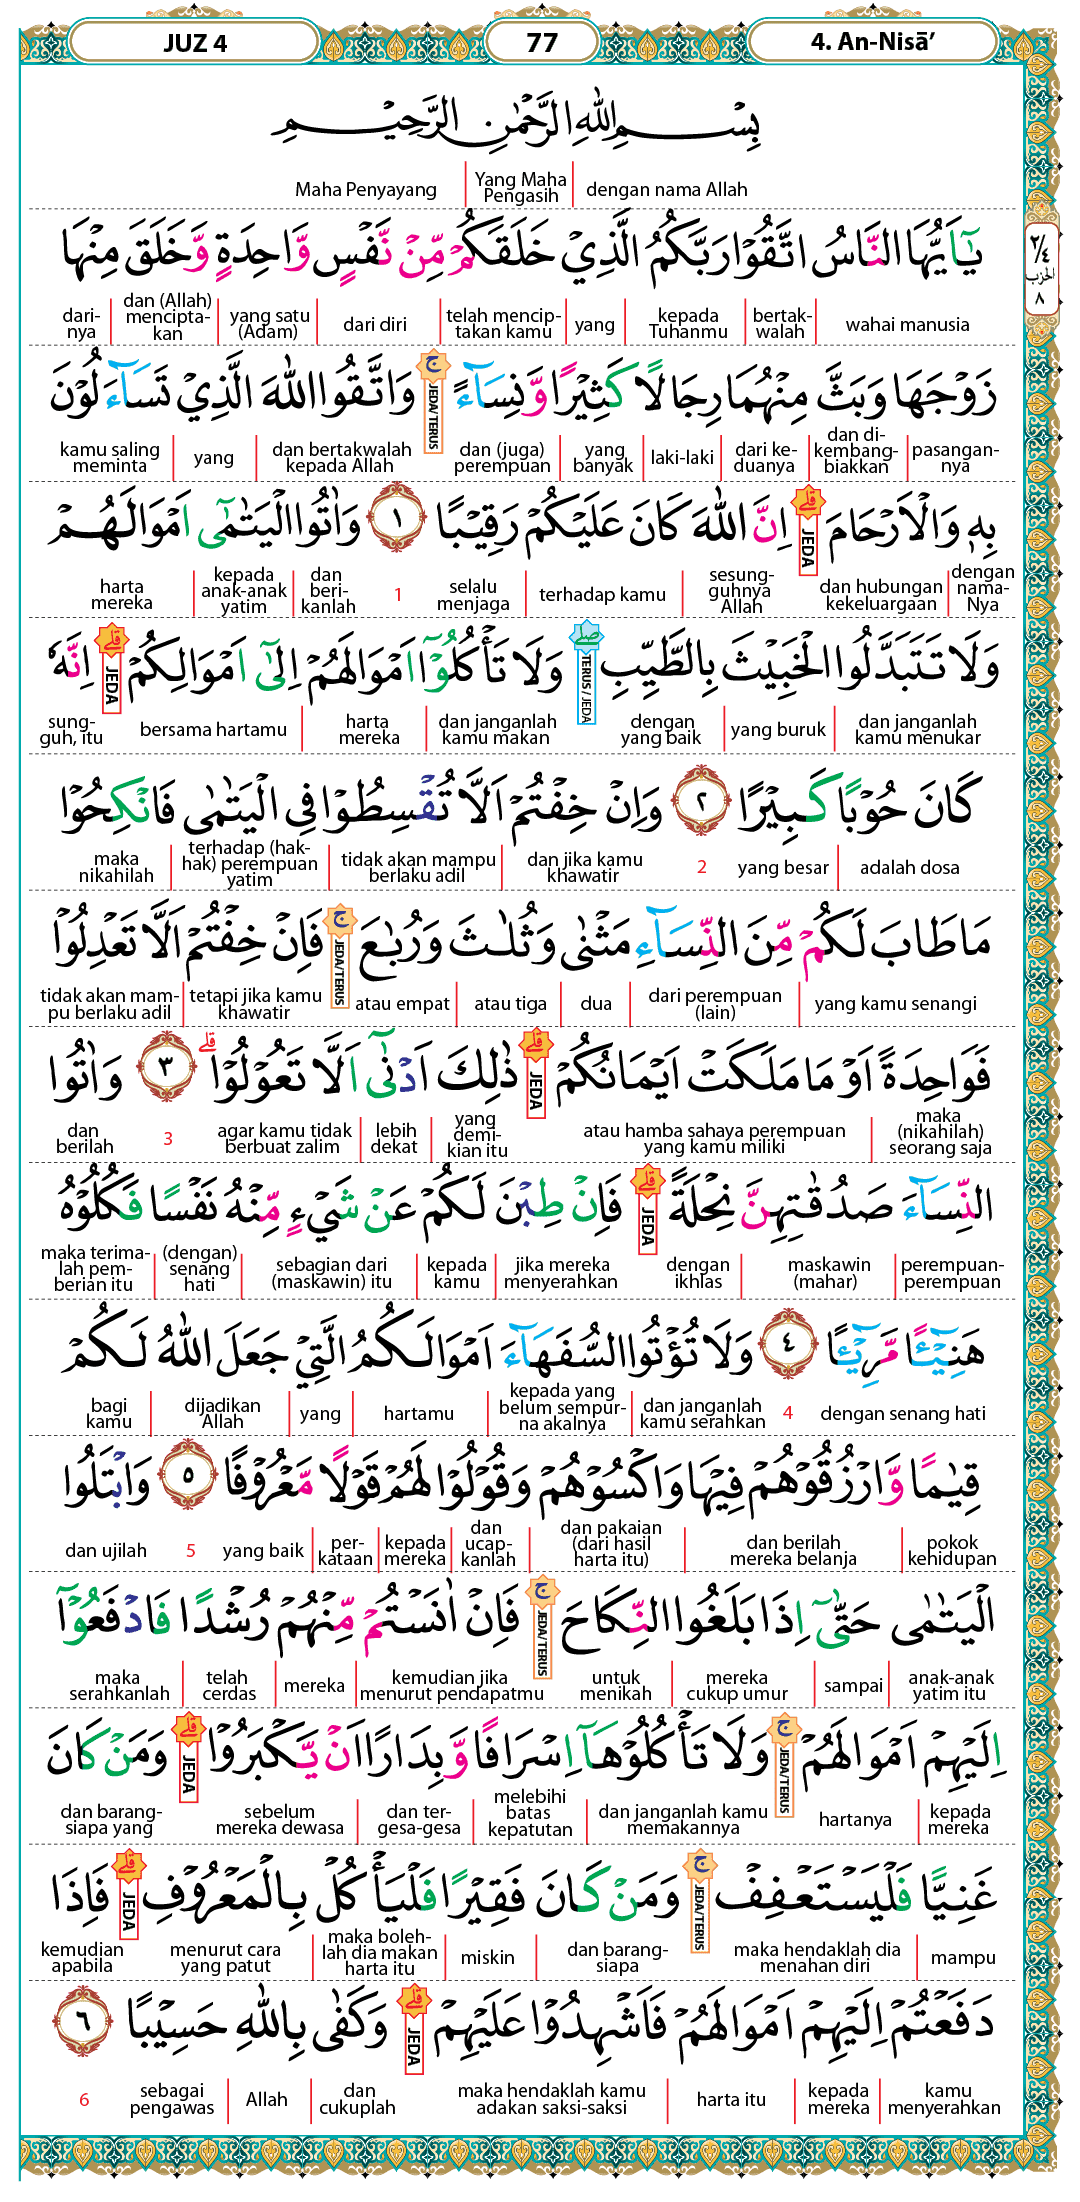 JUZ 4 77 4. An-Nisā’
بِسْمِ اللّٰهِ الرَّحْمٰنِ الرَّحِيْمِ
Maha Penyayang | Yang Maha Pengasih | dengan nama Allah
٣/٤ الحزب ٨
يٰٓاَيُّهَا النَّاسُ اتَّقُوْا رَبَّكُمُ الَّذِيْ خَلَقَكُمْ مِّنْ نَّفْسٍ وَّاحِدَةٍ وَّخَلَقَ مِنْهَا
dari-nya | dan (Allah) mencipta-kan | yang satu (Adam) | dari diri | telah mencip-takan kamu | yang | kepada Tuhanmu | bertak-walah | wahai manusia
زَوْجَهَا وَبَثَّ مِنْهُمَا رِجَالًا كَثِيْرًا وَّنِسَاۤءً ۚ JEDA/TERUS وَاتَّقُوا اللّٰهَ الَّذِيْ تَسَاۤءَلُوْنَ
kamu saling meminta | yang | dan bertakwalah kepada Allah | dan (juga) perempuan | yang banyak | laki-laki | dari ke-duanya | dan di-kembang-biakkan | pasangan-nya
بِهٖ وَالْاَرْحَامَ ۗ JEDA اِنَّ اللّٰهَ كَانَ عَلَيْكُمْ رَقِيْبًا ١ وَاٰتُوا الْيَتٰمٰٓى اَمْوَالَهُمْ
harta mereka | kepada anak-anak yatim | dan beri-kanlah 1 selalu menjaga | terhadap kamu | sesung-guhnya Allah dan hubungan kekeluargaan | dengan nama-Nya
وَلَا تَتَبَدَّلُوا الْخَبِيْثَ بِالطَّيِّبِ ۖ TERUS/JEDA وَلَا تَأْكُلُوْٓا اَمْوَالَهُمْ اِلٰٓى اَمْوَالِكُمْ ۗ JEDA اِنَّهٗ
sung-guh, itu bersama hartamu | harta mereka | dan janganlah kamu makan dengan yang baik | yang buruk | dan janganlah kamu menukar
كَانَ حُوْبًا كَبِيْرًا ٢ وَاِنْ خِفْتُمْ اَلَّا تُقْسِطُوْا فِى الْيَتٰمٰى فَانْكِحُوْا
maka nikahilah | terhadap (hak-hak) perempuan yatim | tidak akan mampu berlaku adil | dan jika kamu khawatir 2 yang besar | adalah dosa
مَا طَابَ لَكُمْ مِّنَ النِّسَاۤءِ مَثْنٰى وَثُلٰثَ وَرُبٰعَ ۚ JEDA/TERUS فَاِنْ خِفْتُمْ اَلَّا تَعْدِلُوْا
tidak akan mam-pu berlaku adil | tetapi jika kamu khawatir atau empat | atau tiga | dua | dari perempuan (lain) | yang kamu senangi
فَوَاحِدَةً اَوْ مَا مَلَكَتْ اَيْمَانُكُمْ ۗ JEDA ذٰلِكَ اَدْنٰٓى اَلَّا تَعُوْلُوْا ۗ ٣ وَاٰتُوا
dan berilah 3 agar kamu tidak berbuat zalim | lebih dekat | yang demi-kian itu atau hamba sahaya perempuan yang kamu miliki | maka (nikahilah) seorang saja
النِّسَاۤءَ صَدُقٰتِهِنَّ نِحْلَةً ۗ JEDA فَاِنْ طِبْنَ لَكُمْ عَنْ شَيْءٍ مِّنْهُ نَفْسًا فَكُلُوْهُ
maka terima-lah pem-berian itu | (dengan) senang hati | sebagian dari (maskawin) itu | kepada kamu | jika mereka menyerahkan dengan ikhlas | maskawin (mahar) | perempuan-perempuan
هَنِيْۤـًٔا مَّرِيْۤـًٔا ٤ وَلَا تُؤْتُوا السُّفَهَاۤءَ اَمْوَالَكُمُ الَّتِيْ جَعَلَ اللّٰهُ لَكُمْ
bagi kamu | dijadikan Allah | yang | hartamu | kepada yang belum sempur-na akalnya | dan janganlah kamu serahkan 4 dengan senang hati
قِيٰمًا وَّارْزُقُوْهُمْ فِيْهَا وَاكْسُوْهُمْ وَقُوْلُوْا لَهُمْ قَوْلًا مَّعْرُوْفًا ٥ وَابْتَلُوا
dan ujilah 5 yang baik | per-kataan | kepada mereka | dan ucap-kanlah | dan pakaian (dari hasil harta itu) | dan berilah mereka belanja | pokok kehidupan
الْيَتٰمٰى حَتّٰىٓ اِذَا بَلَغُوا النِّكَاحَ ۚ JEDA/TERUS فَاِنْ اٰنَسْتُمْ مِّنْهُمْ رُشْدًا فَادْفَعُوْٓا
maka serahkanlah | telah cerdas | mereka | kemudian jika menurut pendapatmu untuk menikah | mereka cukup umur | sampai | anak-anak yatim itu
اِلَيْهِمْ اَمْوَالَهُمْ ۚ JEDA/TERUS وَلَا تَأْكُلُوْهَآ اِسْرَافًا وَّبِدَارًا اَنْ يَّكْبَرُوْا ۗ JEDA وَمَنْ كَانَ
dan barang-siapa yang sebelum mereka dewasa | dan ter-gesa-gesa | melebihi batas kepatutan | dan janganlah kamu memakannya hartanya | kepada mereka
غَنِيًّا فَلْيَسْتَعْفِفْ ۚ JEDA/TERUS وَمَنْ كَانَ فَقِيْرًا فَلْيَأْكُلْ بِالْمَعْرُوْفِ ۗ JEDA فَاِذَا
kemudian apabila menurut cara yang patut | maka boleh-lah dia makan harta itu | miskin | dan barang-siapa maka hendaklah dia menahan diri | mampu
دَفَعْتُمْ اِلَيْهِمْ اَمْوَالَهُمْ فَاَشْهِدُوْا عَلَيْهِمْ ۗ JEDA وَكَفٰى بِاللّٰهِ حَسِيْبًا ٦
6 sebagai pengawas | Allah | dan cukuplah maka hendaklah kamu adakan saksi-saksi | harta itu | kepada mereka | kamu menyerahkan